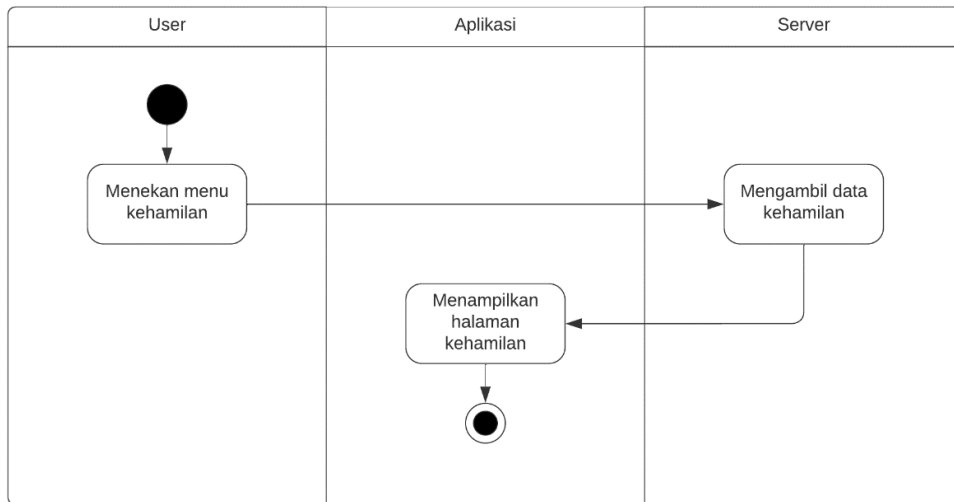 User
Aplikasi
Server
Menekan menu
kehamilan
Mengambil data
kehamilan
Menampilkan
halaman
kehamilan